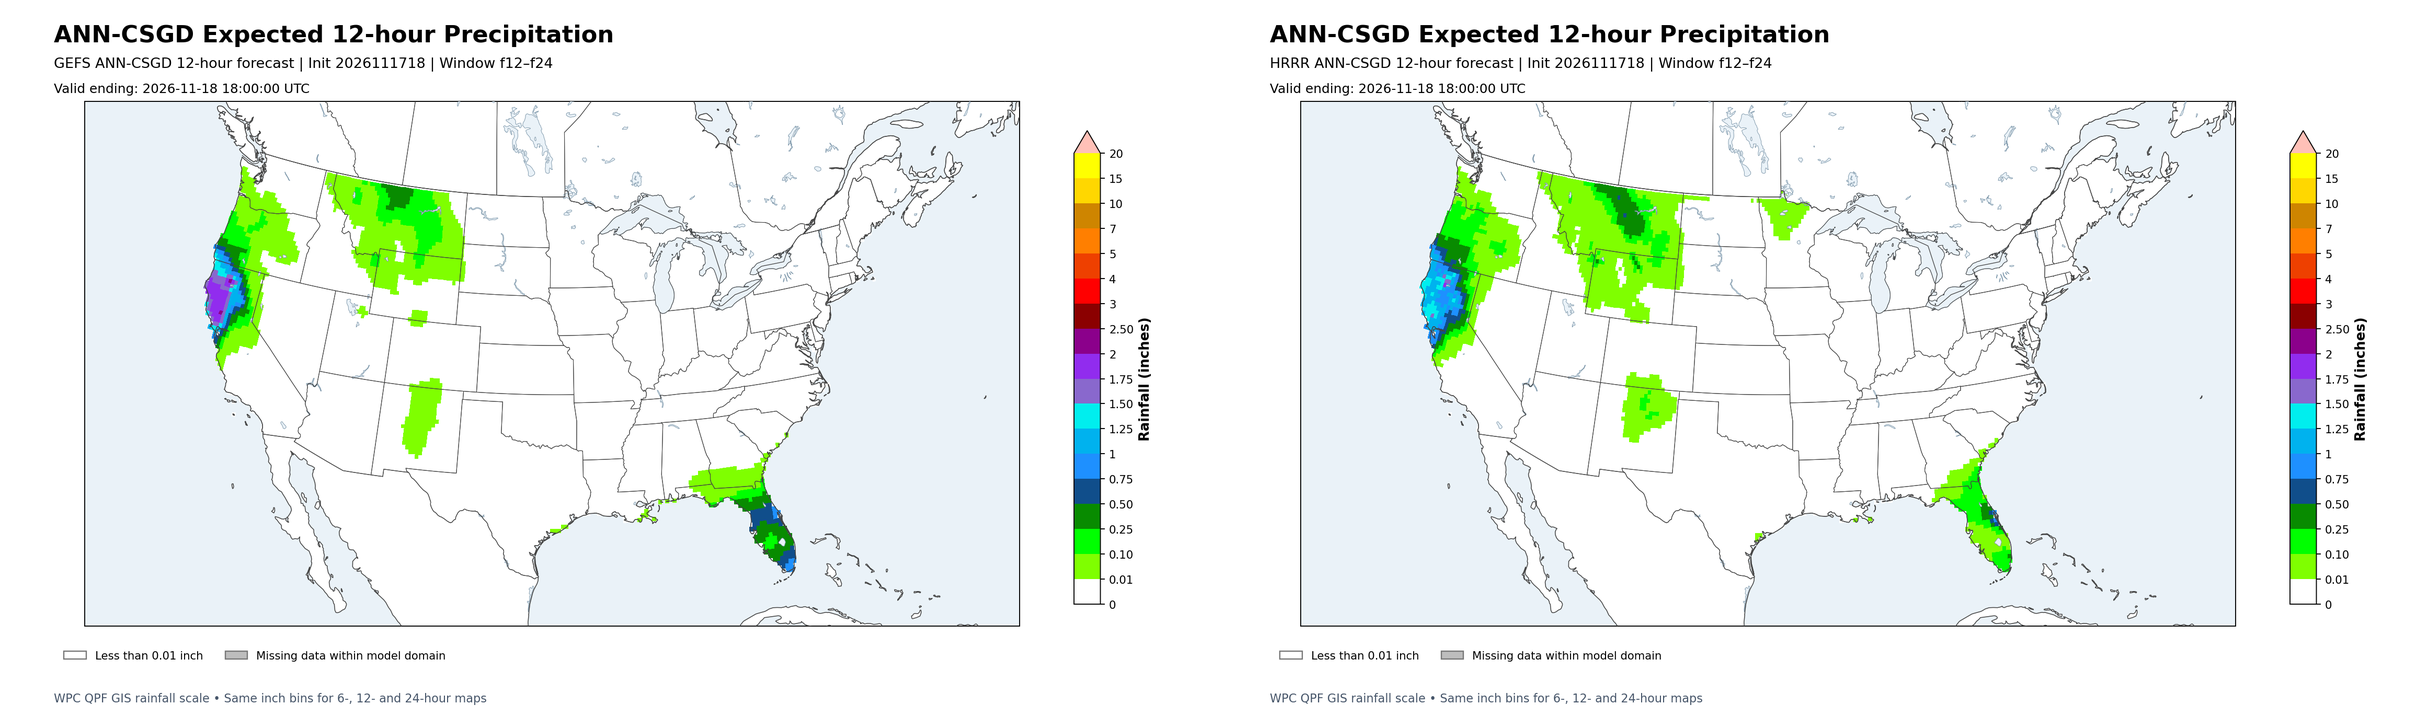 ANN-CSGD Expected 12-hour Precipitation
GEFS ANN-CSGD 12-hour forecast | Init 2026111718 | Window f12–f24
Valid ending: 2026-11-18 18:00:00 UTC
20
15
10
7
5
4
3
2.50
2
1.75
1.50
1.25
1
0.75
0.50
0.25
0.10
0.01
0
Rainfall (inches)
Less than 0.01 inch
Missing data within model domain
WPC QPF GIS rainfall scale • Same inch bins for 6-, 12- and 24-hour maps
ANN-CSGD Expected 12-hour Precipitation
HRRR ANN-CSGD 12-hour forecast | Init 2026111718 | Window f12–f24
Valid ending: 2026-11-18 18:00:00 UTC
20
15
10
7
5
4
3
2.50
2
1.75
1.50
1.25
1
0.75
0.50
0.25
0.10
0.01
0
Rainfall (inches)
Less than 0.01 inch
Missing data within model domain
WPC QPF GIS rainfall scale • Same inch bins for 6-, 12- and 24-hour maps